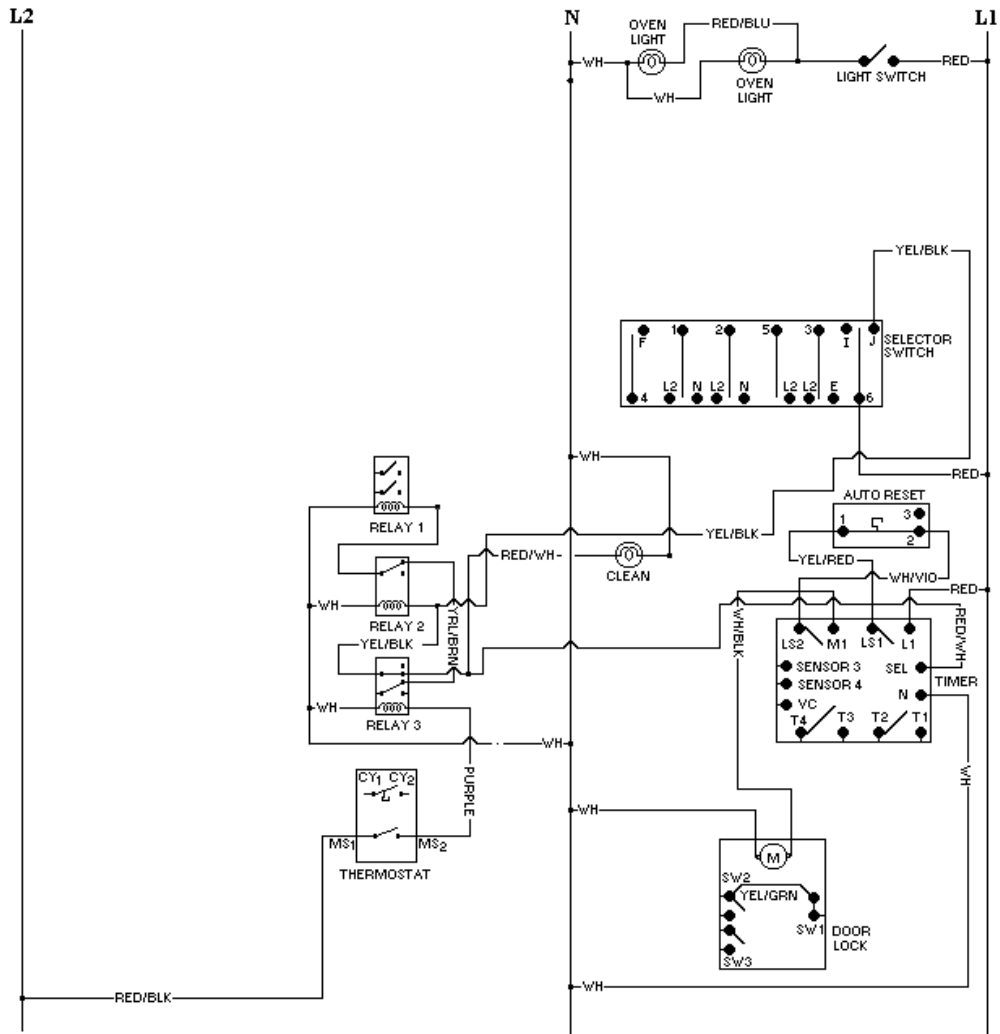 L2 N L1
OVEN LIGHT
RED/BLU
WH
OVEN LIGHT
WH
LIGHT SWITCH
RED
YEL/BLK
F 1 2 5 3 I J
SELECTOR SWITCH
4 L2 N L2 N L2 L2 E 6
WH
RED
AUTO RESET
1 3 2
RELAY 1
YEL/BLK
RED/WH
CLEAN
YEL/RED
WH/VIO
RED
WH
RELAY 2
YRL/BRN
YEL/BLK
WH/BLK
RED/WH
LS2 M1 LS1 L1
SENSOR 3
SEL
SENSOR 4
TIMER
N
VC
T4 T3 T2 T1
WH
RELAY 3
WH
PURPLE
WH
CY1 CY2
MS1 MS2
THERMOSTAT
WH
M
SW2
YEL/GRN
SW1
DOOR LOCK
SW3
RED/BLK
WH